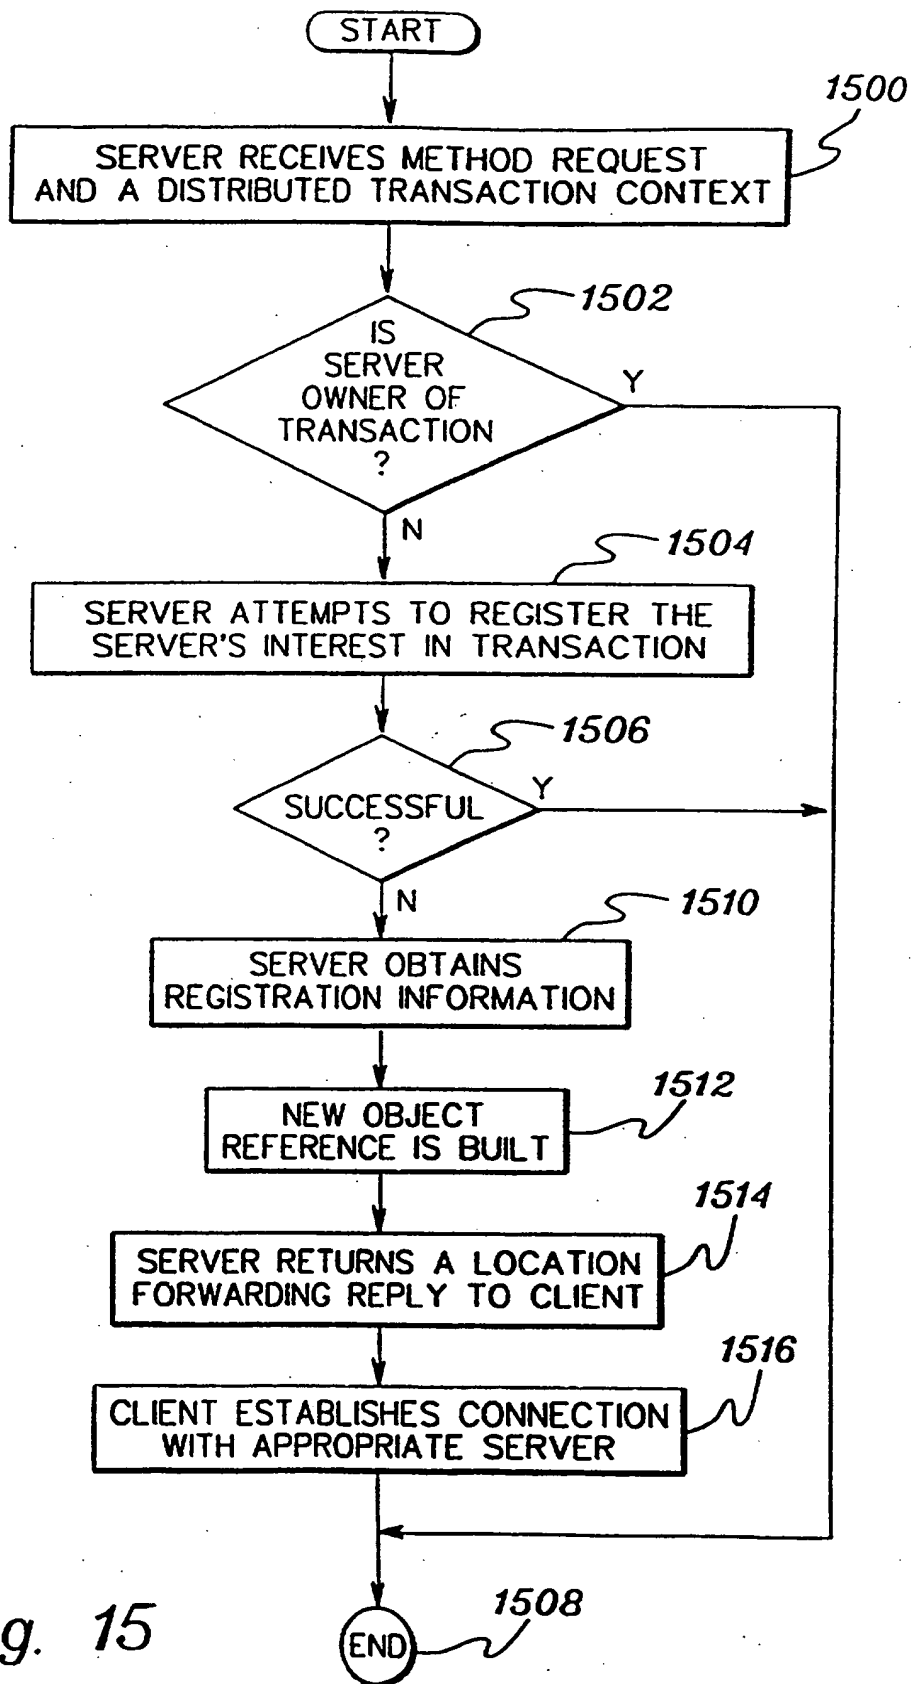 START
1500
SERVER RECEIVES METHOD REQUEST
AND A DISTRIBUTED TRANSACTION CONTEXT
1502
IS
SERVER
OWNER OF
TRANSACTION
?
Y
N
1504
SERVER ATTEMPTS TO REGISTER THE
SERVER'S INTEREST IN TRANSACTION
1506
SUCCESSFUL
?
Y
N
1510
SERVER OBTAINS
REGISTRATION INFORMATION
1512
NEW OBJECT
REFERENCE IS BUILT
1514
SERVER RETURNS A LOCATION
FORWARDING REPLY TO CLIENT
1516
CLIENT ESTABLISHES CONNECTION
WITH APPROPRIATE SERVER
1508
END
g. 15